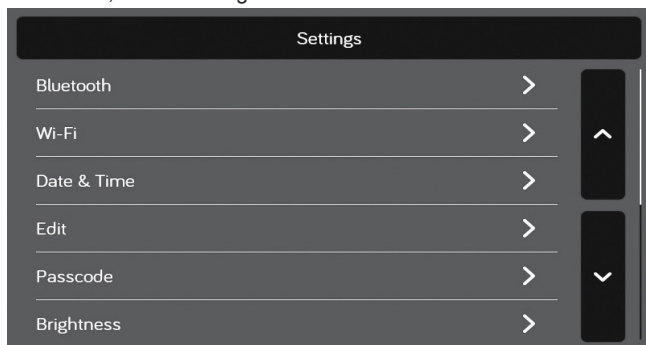 Settings
Bluetooth
Wi-Fi
Date & Time
Edit
Passcode
Brightness